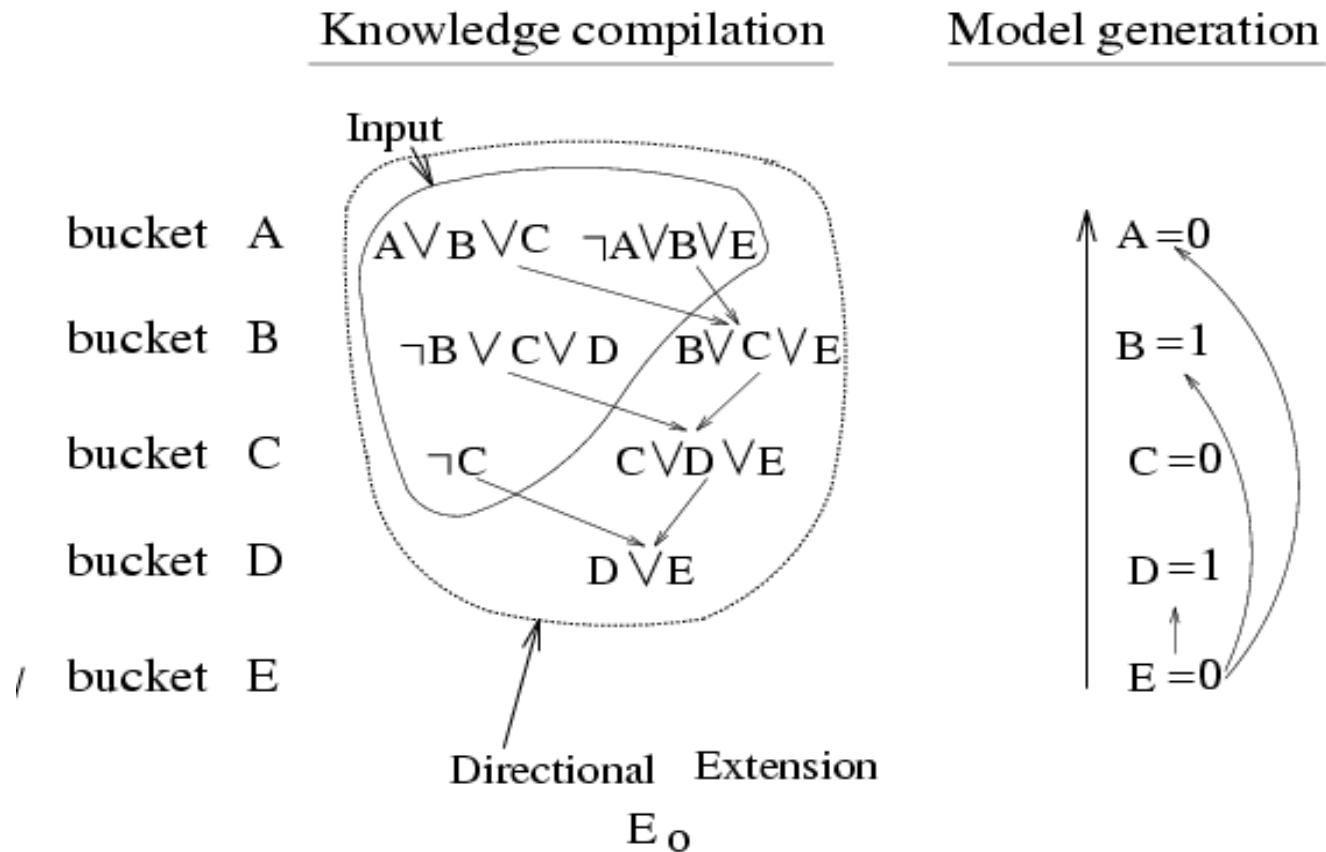 Knowledge compilation Model generation
Input
bucket A A∨B∨C ¬A∨B∨E A=0
bucket B ¬B∨C∨D B∨C∨E B=1
bucket C ¬C C∨D∨E C=0
bucket D D∨E D=1
/ bucket E E=0
Directional Extension
E o